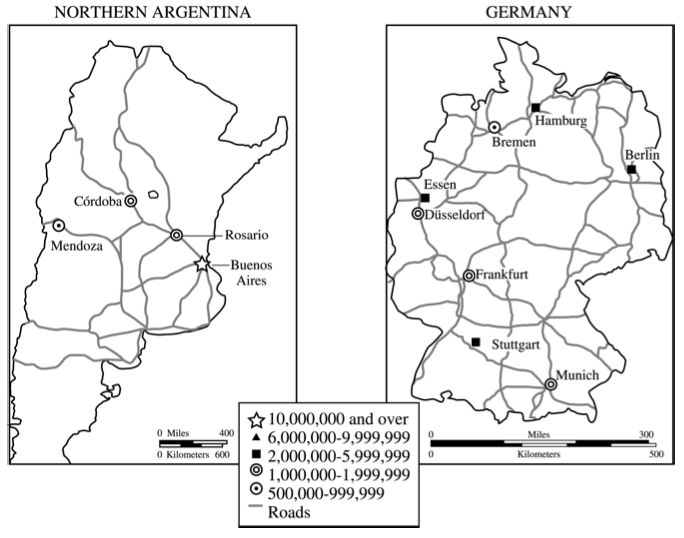 NORTHERN ARGENTINA
Córdoba
Mendoza
Rosario
Buenos
Aires
0 Miles 400
0 Kilometers 600
GERMANY
Hamburg
Bremen
Berlin
Essen
Düsseldorf
Frankfurt
Stuttgart
Munich
0 Miles 300
0 Kilometers 500
10,000,000 and over
6,000,000-9,999,999
2,000,000-5,999,999
1,000,000-1,999,999
500,000-999,999
Roads